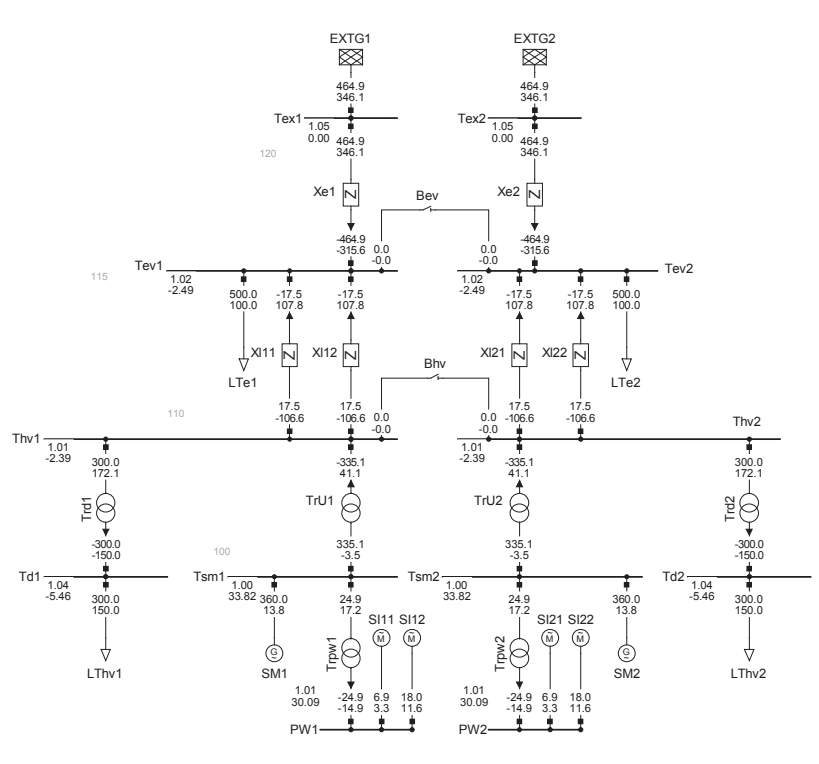 EXTG1 EXTG2
464.9 464.9
346.1 346.1
Tex1 Tex2
1.05 1.05
0.00 0.00
464.9 464.9
346.1 346.1
120
Xe1 Xe2
Bev
-464.9 0.0 0.0 -464.9
-315.6 -0.0 -0.0 -315.6
Tev1 Tev2
115
1.02 1.02
-2.49 -2.49
500.0 -17.5 -17.5 -17.5 -17.5 500.0
100.0 107.8 107.8 107.8 107.8 100.0
Xl11 Xl12 Xl21 Xl22
Bhv
LTe1 LTe2
17.5 17.5 0.0 0.0 17.5 17.5
-106.6 -106.6 -0.0 -0.0 -106.6 -106.6
110
Thv1 Thv2
1.01 1.01
-2.39 -2.39
300.0 -335.1 -335.1 300.0
172.1 41.1 41.1 172.1
Trd1 TrU1 TrU2 Trd2
-300.0 335.1 335.1 -300.0
-150.0 -3.5 -3.5 -150.0
100
Td1 Tsm1 Tsm2 Td2
1.04 1.00 1.00 1.04
-5.46 33.82 33.82 -5.46
300.0 360.0 24.9 24.9 360.0 300.0
150.0 13.8 17.2 17.2 13.8 150.0
SI11 SI12 SI21 SI22
M M M M
~ ~ ~ ~
G G
~ ~
Trpw1 Trpw2
LThv1 SM1 SM2 LThv2
1.01 1.01
30.09 30.09
-24.9 6.9 18.0 -24.9 6.9 18.0
-14.9 3.3 11.6 -14.9 3.3 11.6
PW1 PW2